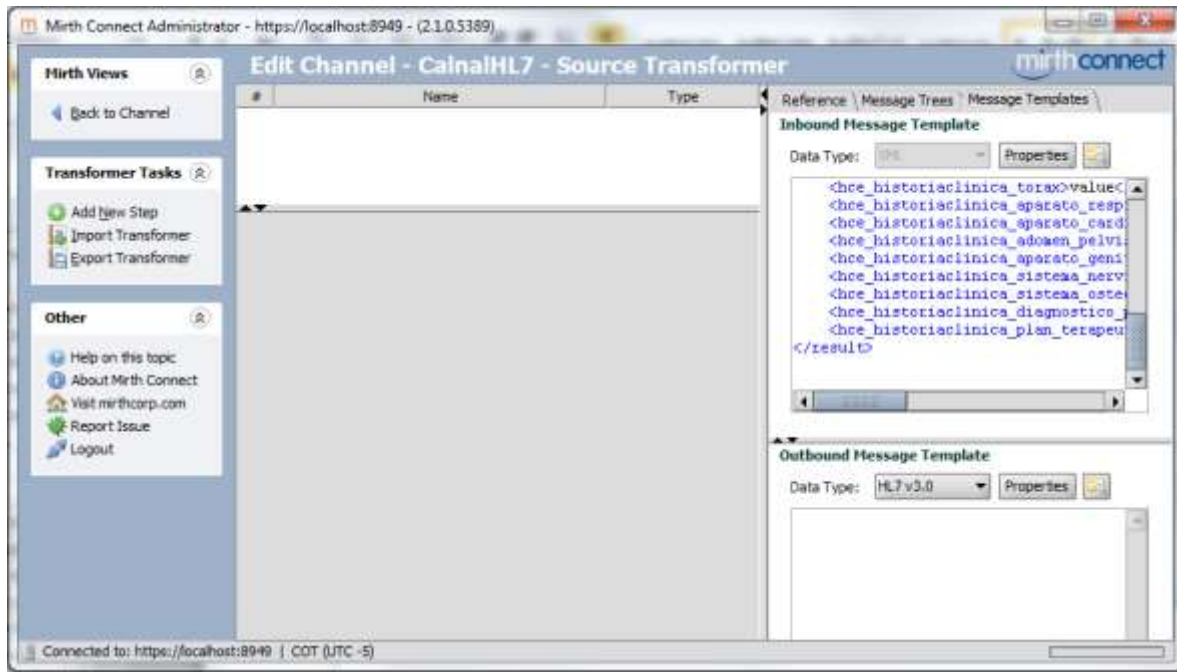 Mirth Connect Administrator - https://localhost:8949 - (2.1.0.5389)
Mirth Views
Back to Channel
Transformer Tasks
Add New Step
Import Transformer
Export Transformer
Other
Help on this topic
About Mirth Connect
Visit mirthcorp.com
Report Issue
Logout
Edit Channel - CalnalHL7 - Source Transformer
mirth connect
# Name Type
Reference Message Trees Message Templates
Inbound Message Template
Data Type: XML Properties
<hce_historiaclinica_torax>value<
<hce_historiaclinica_aparato_resp
<hce_historiaclinica_aparato_card
<hce_historiaclinica_adomen_pelvi
<hce_historiaclinica_aparato_geni
<hce_historiaclinica_sistema_nerv
<hce_historiaclinica_sistema_oste
<hce_historiaclinica_diagnostico_
<hce_historiaclinica_plan_terapeu
</result>
Outbound Message Template
Data Type: HL7 v3.0 Properties
Connected to: https://localhost:8949 | COT (UTC -5)